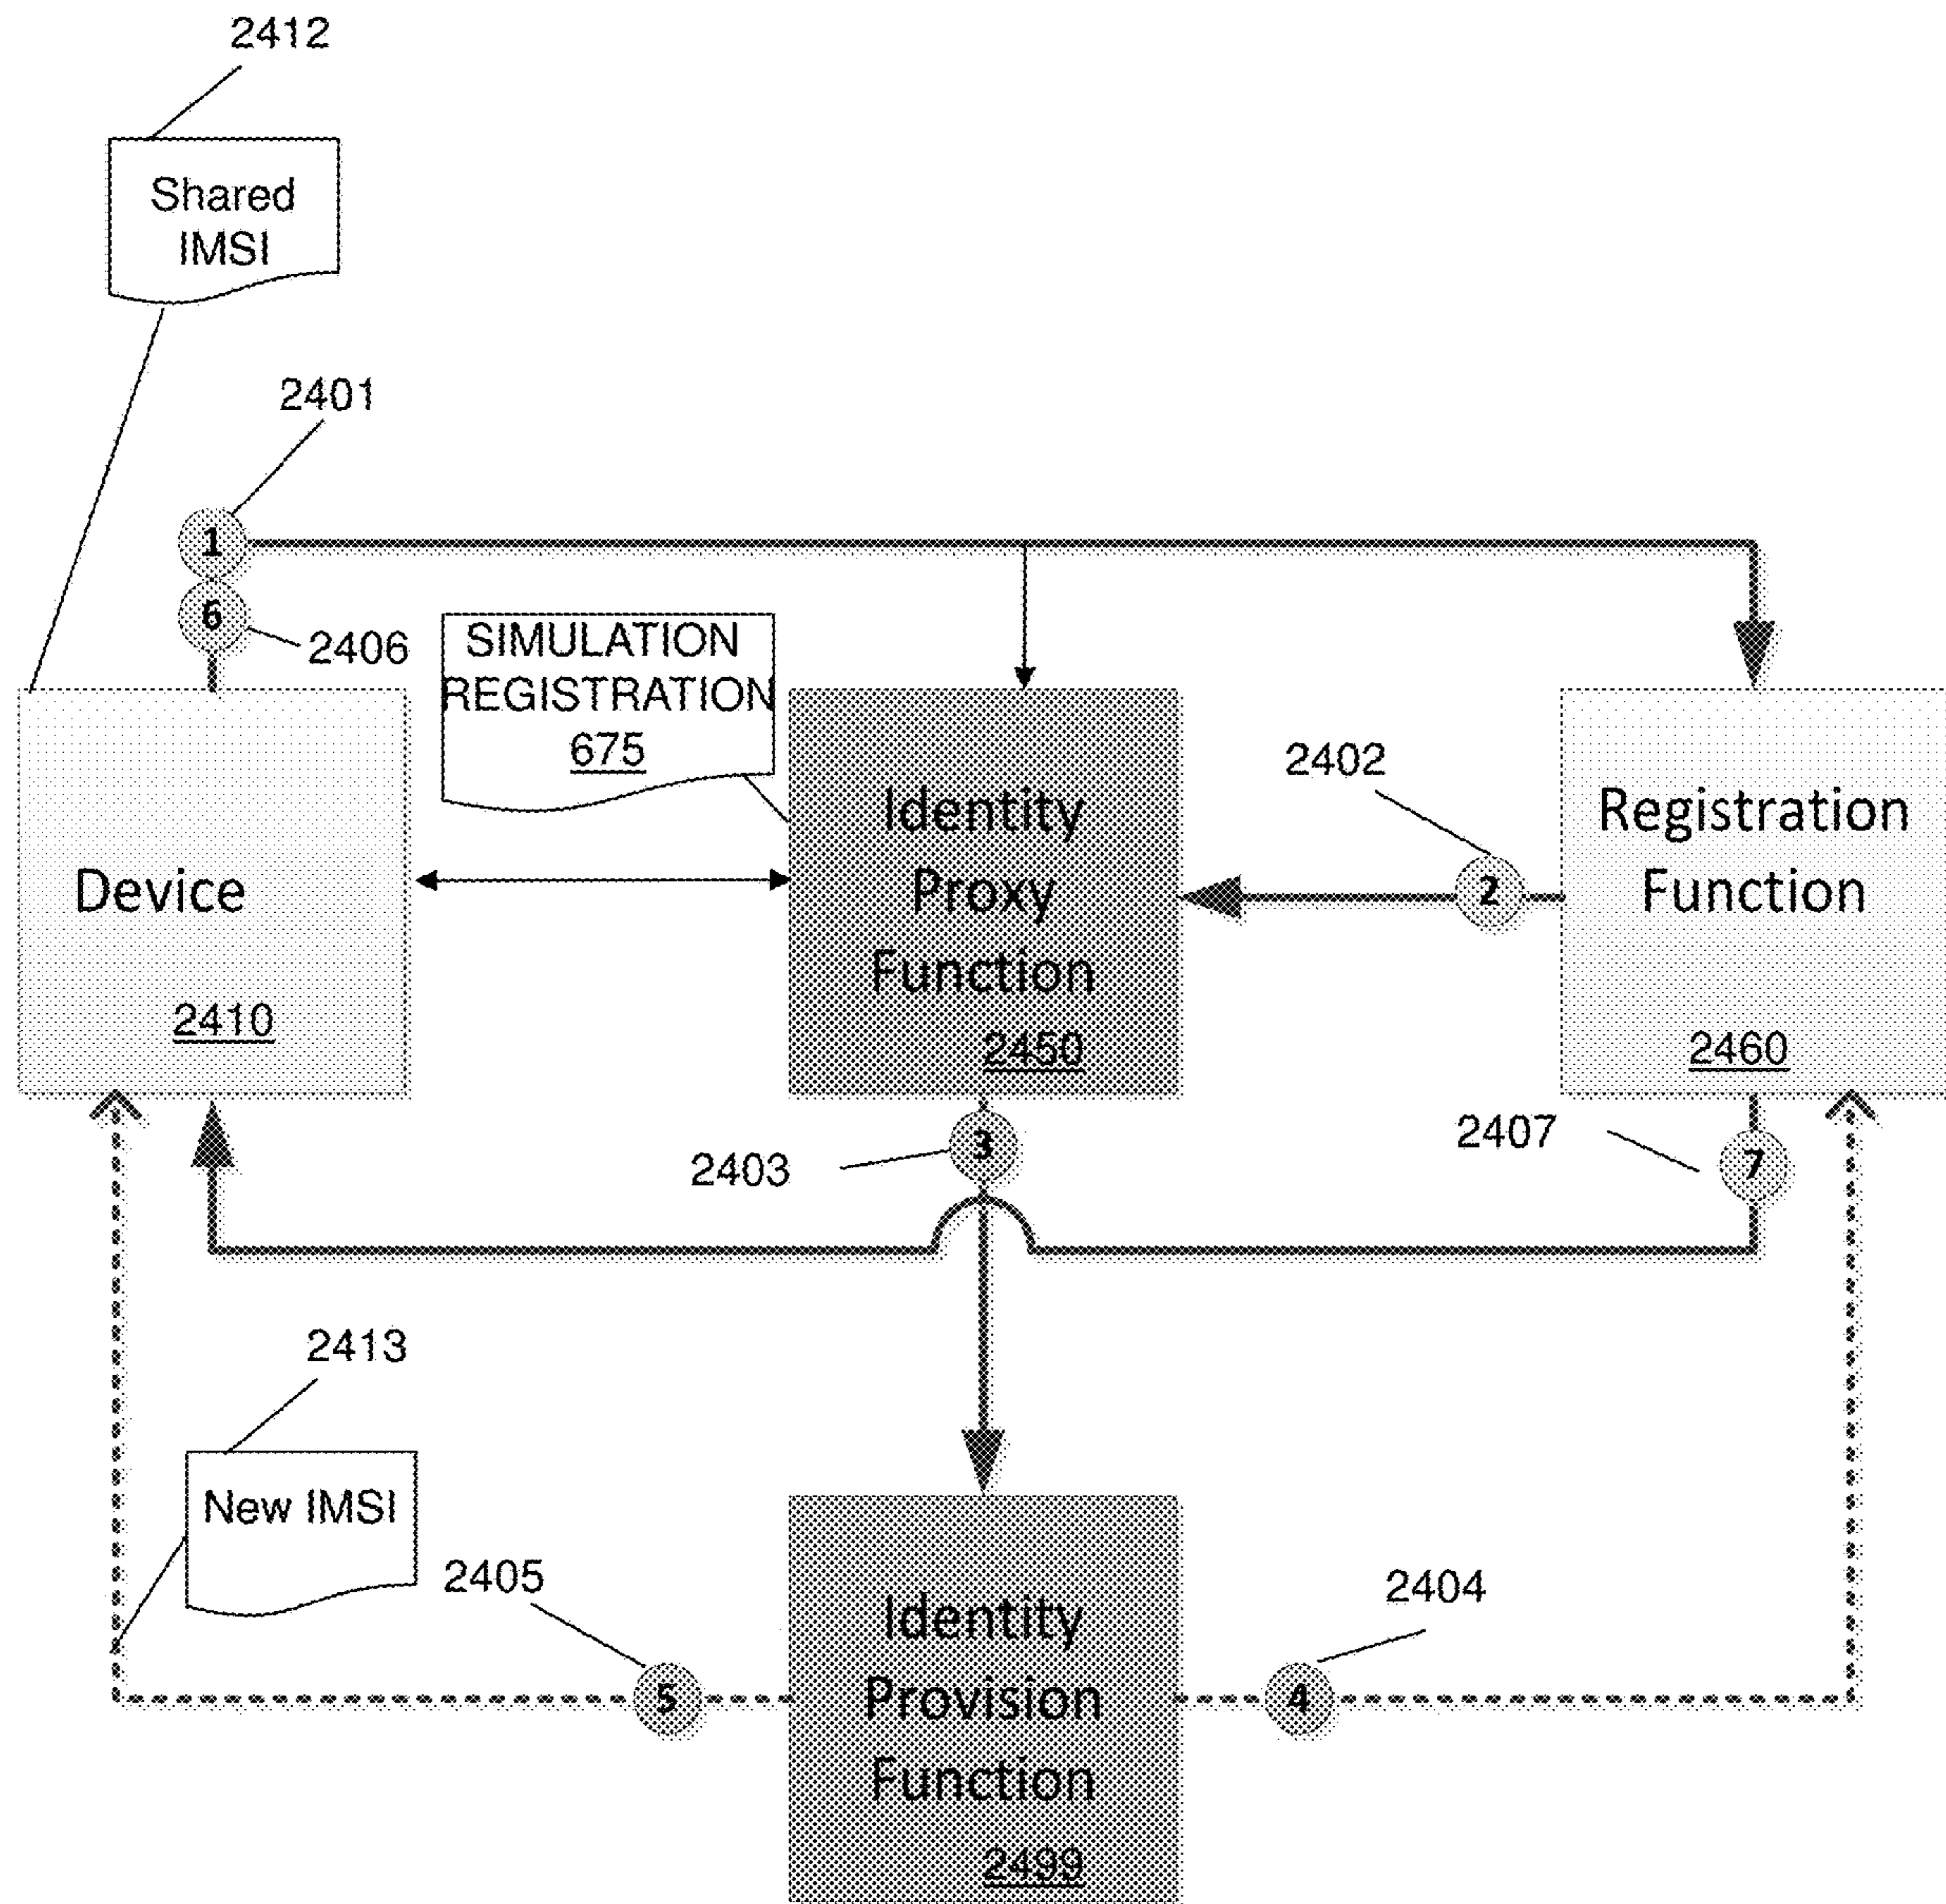 2412
Shared
IMSI
2401
1
6
2406
SIMULATION
REGISTRATION
675
Device
2410
Identity
Proxy
Function
2450
2402
2
Registration
Function
2460
2403
3
2407
7
2413
New IMSI
2405
5
2404
4
Identity
Provision
Function
2499